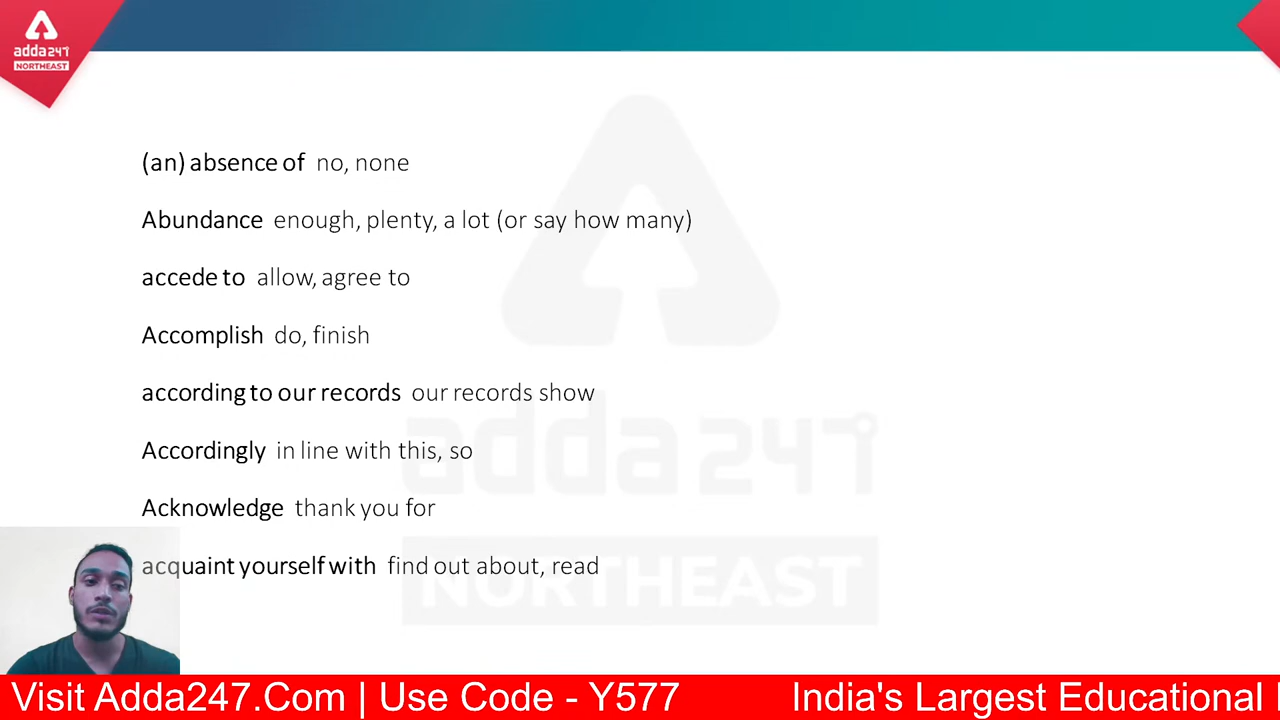 adda247
NORTHEAST
(an) absence of no, none
Abundance enough, plenty, a lot (or say how many)
accede to allow, agree to
Accomplish do, finish
according to our records our records show
Accordingly in line with this, so
Acknowledge thank you for
acquaint yourself with find out about, read
adda247
NORTHEAST
Visit Adda247.Com | Use Code - Y577 India's Largest Educational